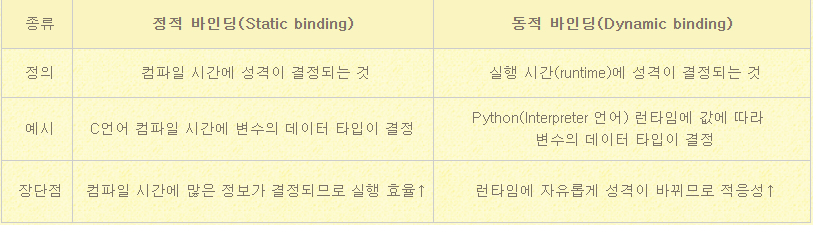 종류 정적 바인딩(Static binding) 동적 바인딩(Dynamic binding)
정의 컴파일 시간에 성격이 결정되는 것 실행 시간(runtime)에 성격이 결정되는 것
예시 C언어 컴파일 시간에 변수의 데이터 타입이 결정 Python(Interpreter 언어) 런타임에 값에 따라
변수의 데이터 타입이 결정
장단점 컴파일 시간에 많은 정보가 결정되므로 실행 효율↑ 런타임에 자유롭게 성격이 바뀌므로 적응성↑